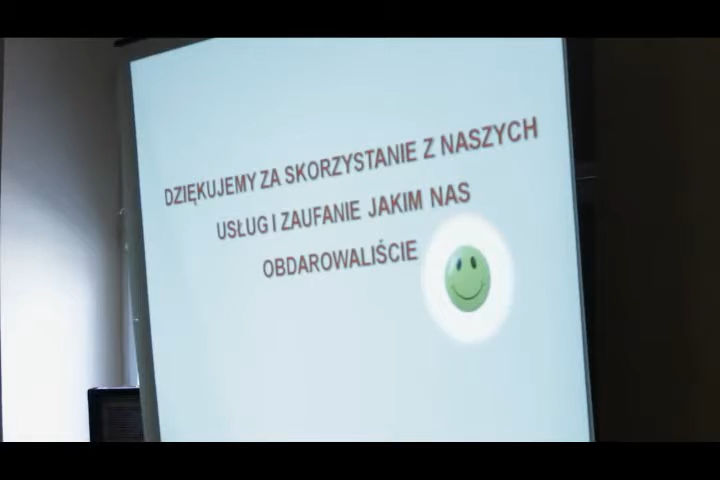 DZIĘKUJEMY ZA SKORZYSTANIE Z NASZYCH
USŁUG I ZAUFANIE JAKIM NAS
OBDAROWALIŚCIE